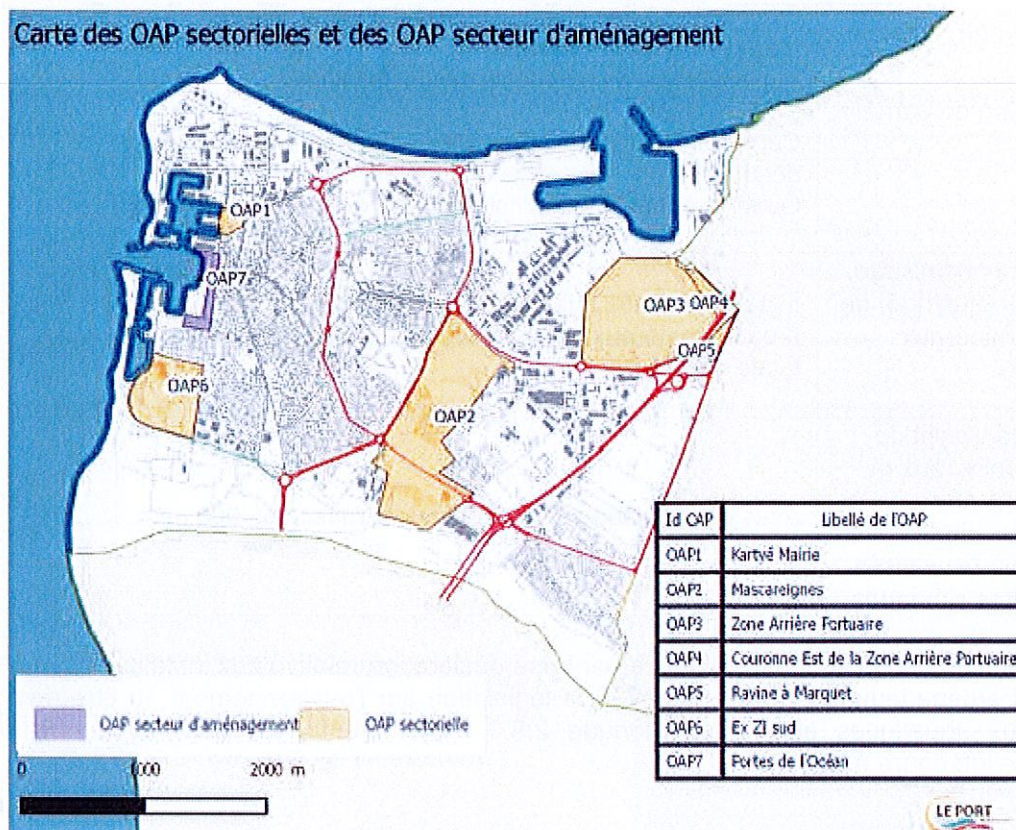 Carte des OAP sectorielles et des OAP secteur d'aménagement
OAP1
OAP7
OAP3
OAP4
OAP5
OAP6
OAP2
Id OAP Libellé de l'OAP
OAP1 Kartyé Mairie
OAP2 Mascareignes
OAP3 Zone Arrière Portuaire
OAP4 Couronne Est de la Zone Arrière Portuaire
OAP5 Ravine à Marquet
OAP6 Ex ZI sud
OAP7 Portes de l'Océan
OAP secteur d'aménagement OAP sectorielle
0 1000 2000 m
LE PORT